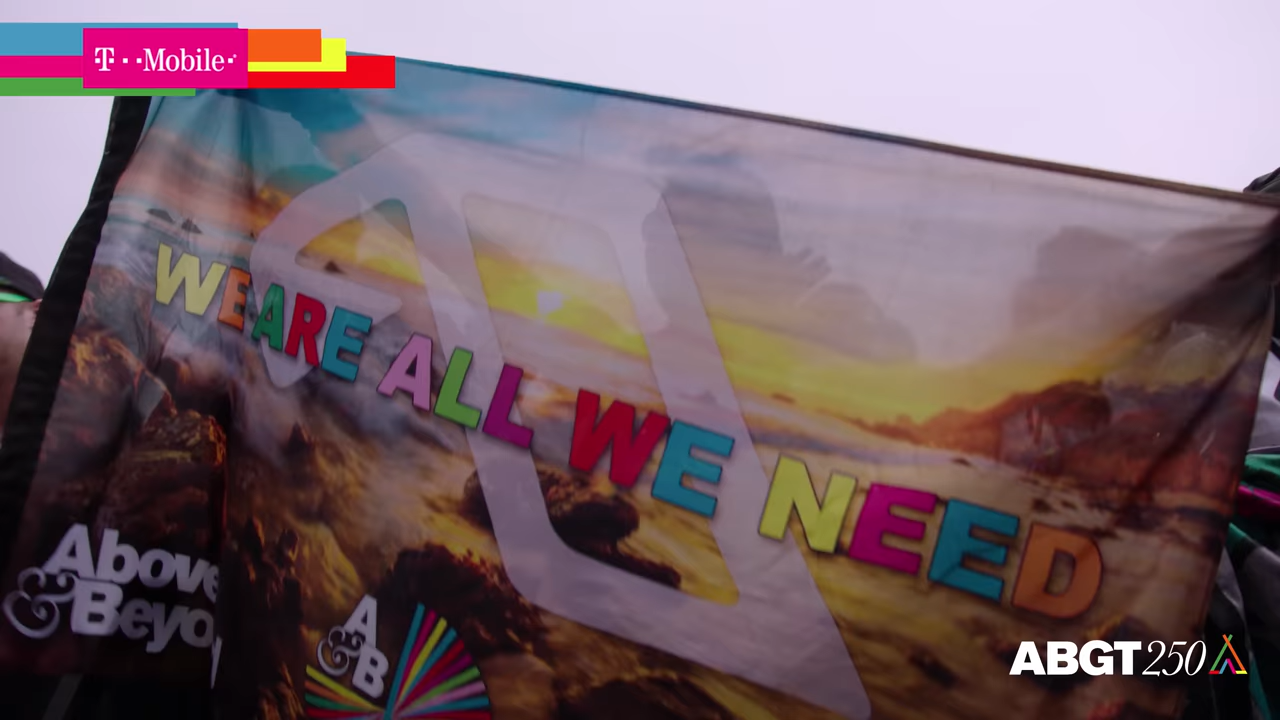 T··Mobile·
WE ARE ALL WE NEED
Above
& Beyo
A
&B
ABGT250